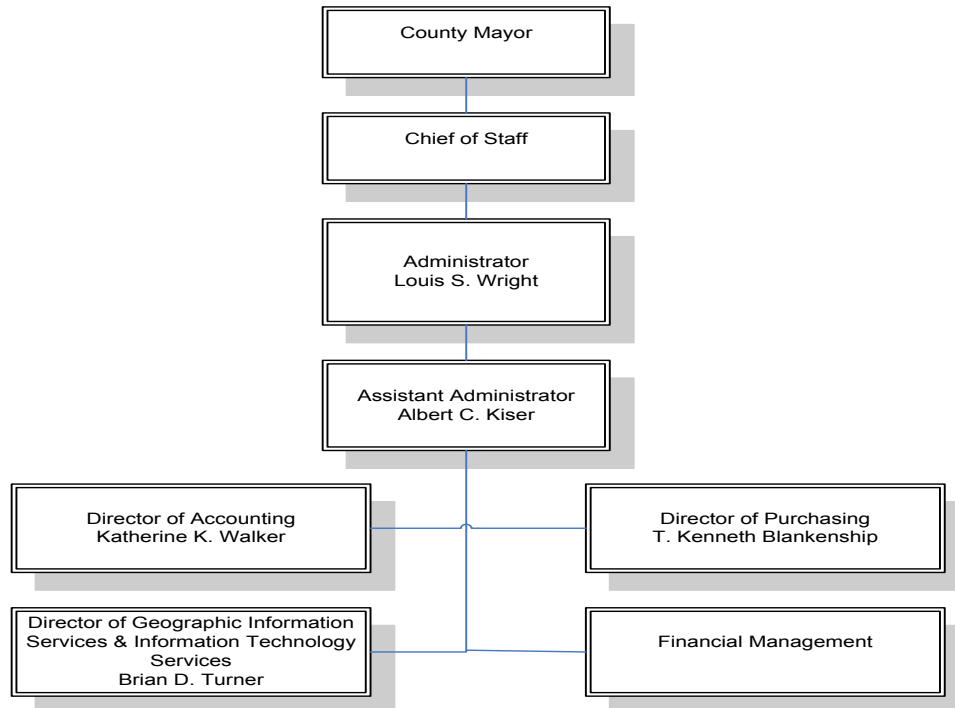 County Mayor
Chief of Staff
Administrator
Louis S. Wright
Assistant Administrator
Albert C. Kiser
Director of Accounting
Katherine K. Walker
Director of Purchasing
T. Kenneth Blankenship
Director of Geographic Information
Services & Information Technology
Services
Brian D. Turner
Financial Management